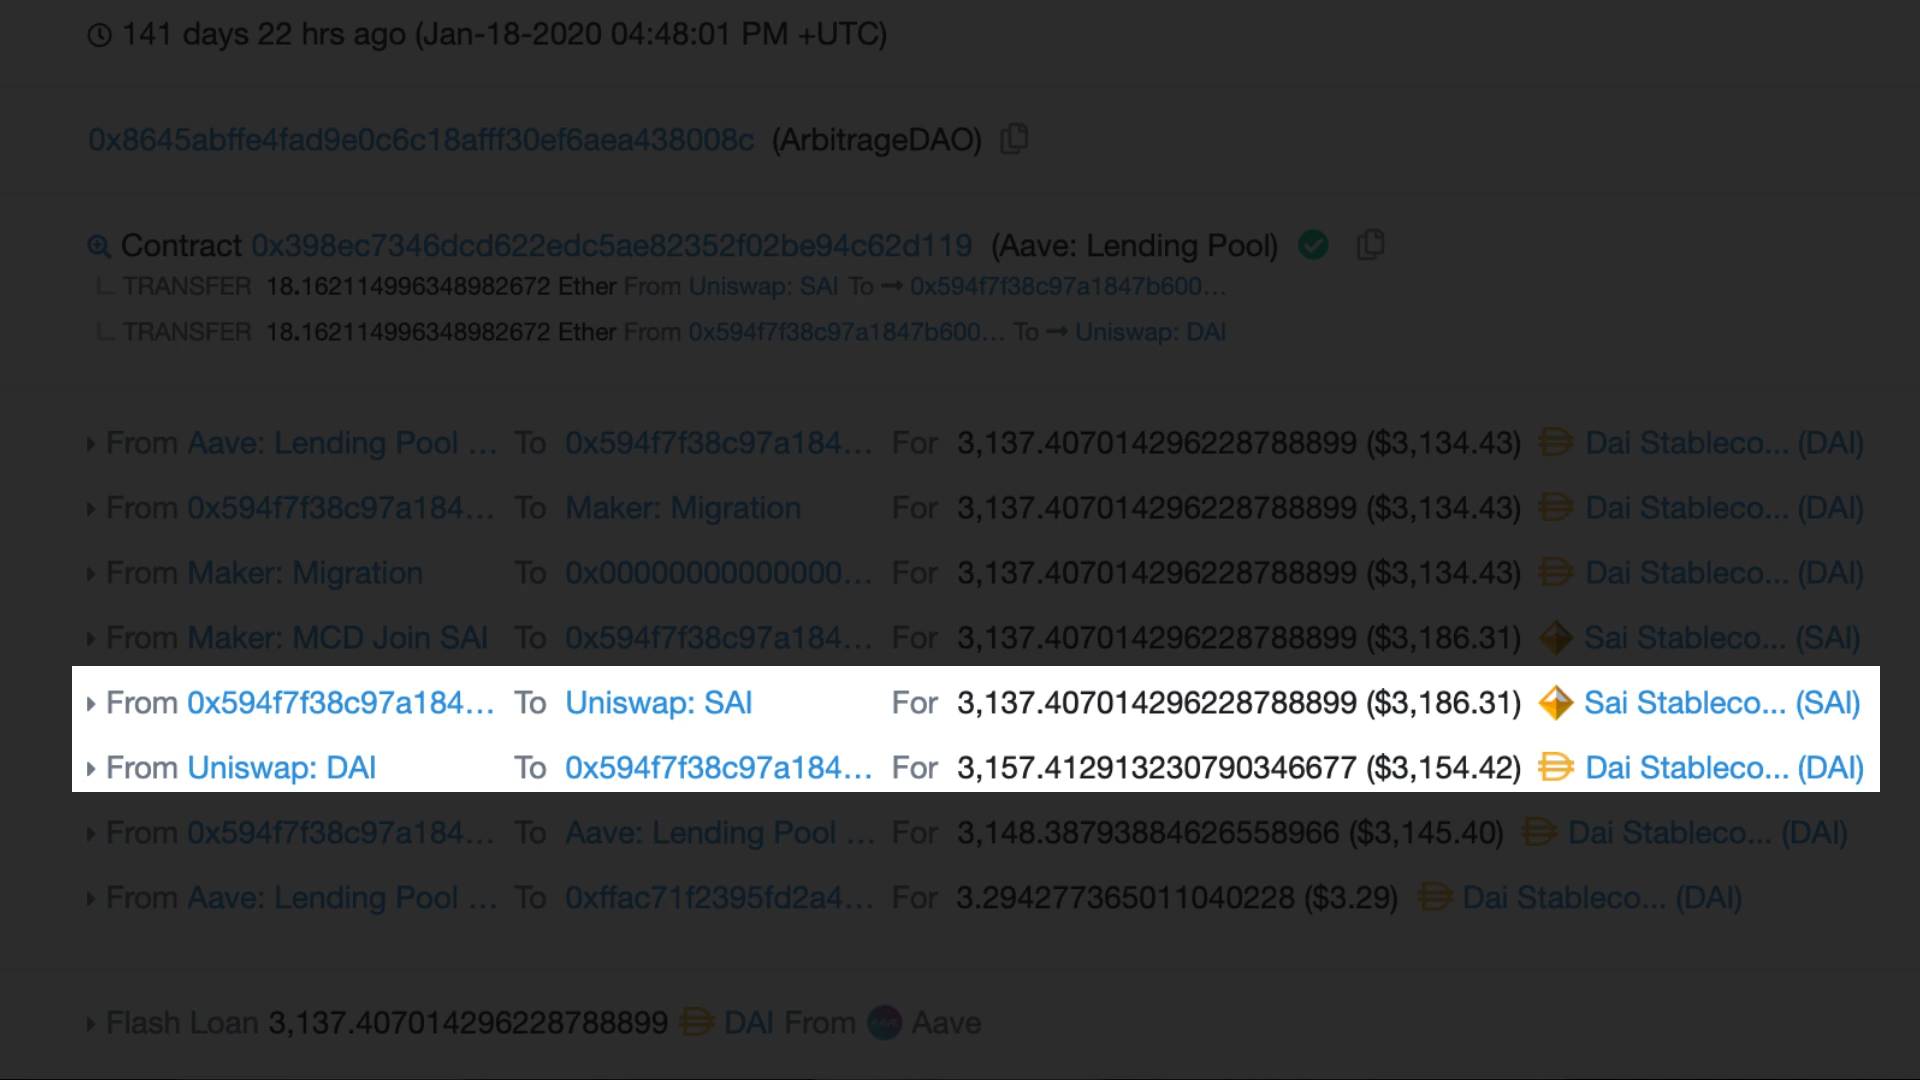 141 days 22 hrs ago (Jan-18-2020 04:48:01 PM +UTC)
0x8645abffe4fad9e0c6c18afff30ef6aea438008c (ArbitrageDAO)
Contract 0x398ec7346dcd622edc5ae82352f02be94c62d119 (Aave: Lending Pool)
TRANSFER 18.162114996348982672 Ether From Uniswap: SAI To → 0x594f7f38c97a1847b600...
TRANSFER 18.162114996348982672 Ether From 0x594f7f38c97a1847b600... To → Uniswap: DAI
From Aave: Lending Pool ... To 0x594f7f38c97a184... For 3,137.407014296228788899 ($3,134.43) Dai Stableco... (DAI)
From 0x594f7f38c97a184... To Maker: Migration For 3,137.407014296228788899 ($3,134.43) Dai Stableco... (DAI)
From Maker: Migration To 0x00000000000000... For 3,137.407014296228788899 ($3,134.43) Dai Stableco... (DAI)
From Maker: MCD Join SAI To 0x594f7f38c97a184... For 3,137.407014296228788899 ($3,186.31) Sai Stableco... (SAI)
From 0x594f7f38c97a184... To Uniswap: SAI For 3,137.407014296228788899 ($3,186.31) Sai Stableco... (SAI)
From Uniswap: DAI To 0x594f7f38c97a184... For 3,157.412913230790346677 ($3,154.42) Dai Stableco... (DAI)
From 0x594f7f38c97a184... To Aave: Lending Pool ... For 3,148.38793884626558966 ($3,145.40) Dai Stableco... (DAI)
From Aave: Lending Pool ... To 0xffac71f2395fd2a4... For 3.294277365011040228 ($3.29) Dai Stableco... (DAI)
Flash Loan 3,137.407014296228788899 DAI From Aave